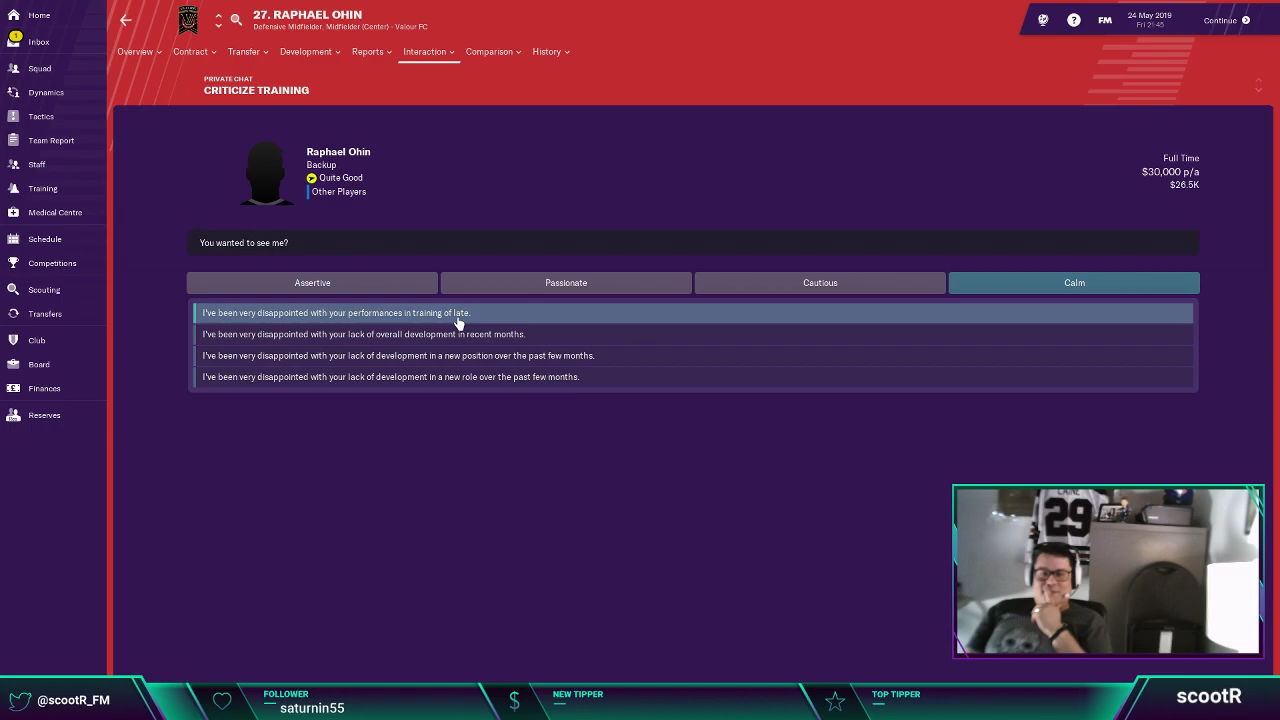 Home
1
Inbox
Squad
Dynamics
Tactics
Team Report
Staff
Training
Medical Centre
Schedule
Competitions
Scouting
Transfers
Club
Board
Finances
Reserves
27. RAPHAEL OHIN
Defensive Midfielder, Midfielder (Center) - Valour FC
FM
24 May 2019
Fri 21:45
Continue
Overview
Contract
Transfer
Development
Reports
Interaction
Comparison
History
PRIVATE CHAT
CRITICIZE TRAINING
Raphael Ohin
Backup
Quite Good
Other Players
Full Time
$30,000 p/a
$26.5K
You wanted to see me?
Assertive
Passionate
Cautious
Calm
I've been very disappointed with your performances in training of late.
I've been very disappointed with your lack of overall development in recent months.
I've been very disappointed with your lack of development in a new position over the past few months.
I've been very disappointed with your lack of development in a new role over the past few months.
LAINE
29
@scootR_FM
FOLLOWER
saturnin55
NEW TIPPER
TOP TIPPER
scootR